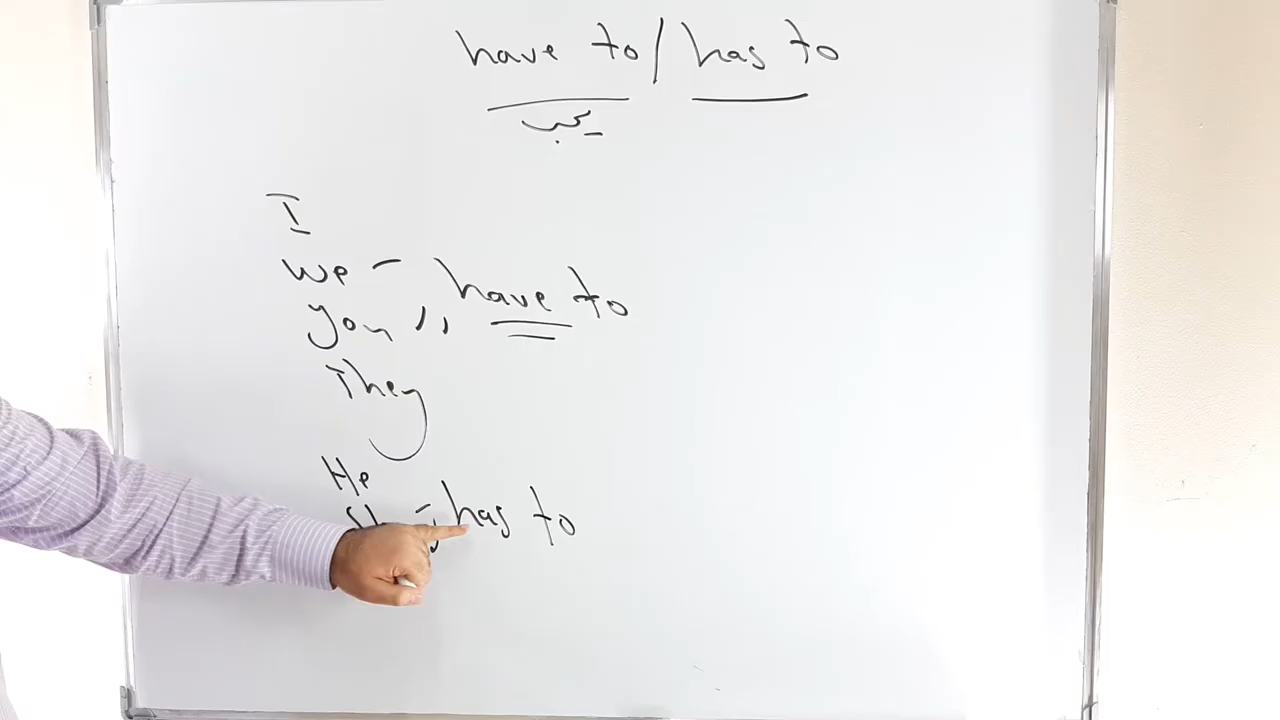 have to / has to
يجب
I
We -
you ,, have to
They
He
has to